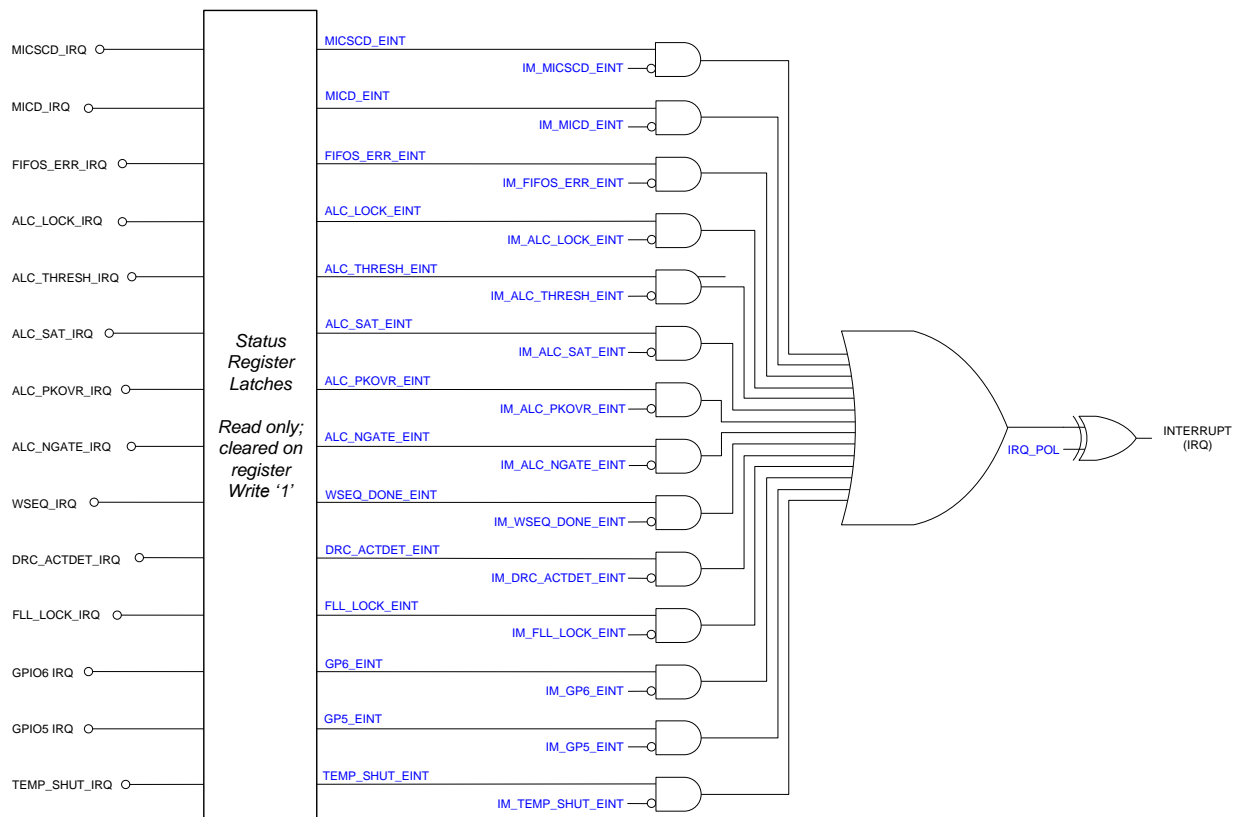 MICSCD_IRQ
MICSCD_EINT
IM_MICSCD_EINT
MICD_IRQ
MICD_EINT
IM_MICD_EINT
FIFOS_ERR_IRQ
FIFOS_ERR_EINT
IM_FIFOS_ERR_EINT
ALC_LOCK_IRQ
ALC_LOCK_EINT
IM_ALC_LOCK_EINT
ALC_THRESH_IRQ
ALC_THRESH_EINT
IM_ALC_THRESH_EINT
ALC_SAT_IRQ
ALC_SAT_EINT
IM_ALC_SAT_EINT
ALC_PKOVR_IRQ
ALC_PKOVR_EINT
IM_ALC_PKOVR_EINT
ALC_NGATE_IRQ
ALC_NGATE_EINT
IM_ALC_NGATE_EINT
WSEQ_IRQ
WSEQ_DONE_EINT
IM_WSEQ_DONE_EINT
DRC_ACTDET_IRQ
DRC_ACTDET_EINT
IM_DRC_ACTDET_EINT
FLL_LOCK_IRQ
FLL_LOCK_EINT
IM_FLL_LOCK_EINT
GPIO6 IRQ
GP6_EINT
IM_GP6_EINT
GPIO5 IRQ
GP5_EINT
IM_GP5_EINT
TEMP_SHUT_IRQ
TEMP_SHUT_EINT
IM_TEMP_SHUT_EINT
Status
Register
Latches
Read only;
cleared on
register
Write ‘1’
IRQ_POL
INTERRUPT
(IRQ)